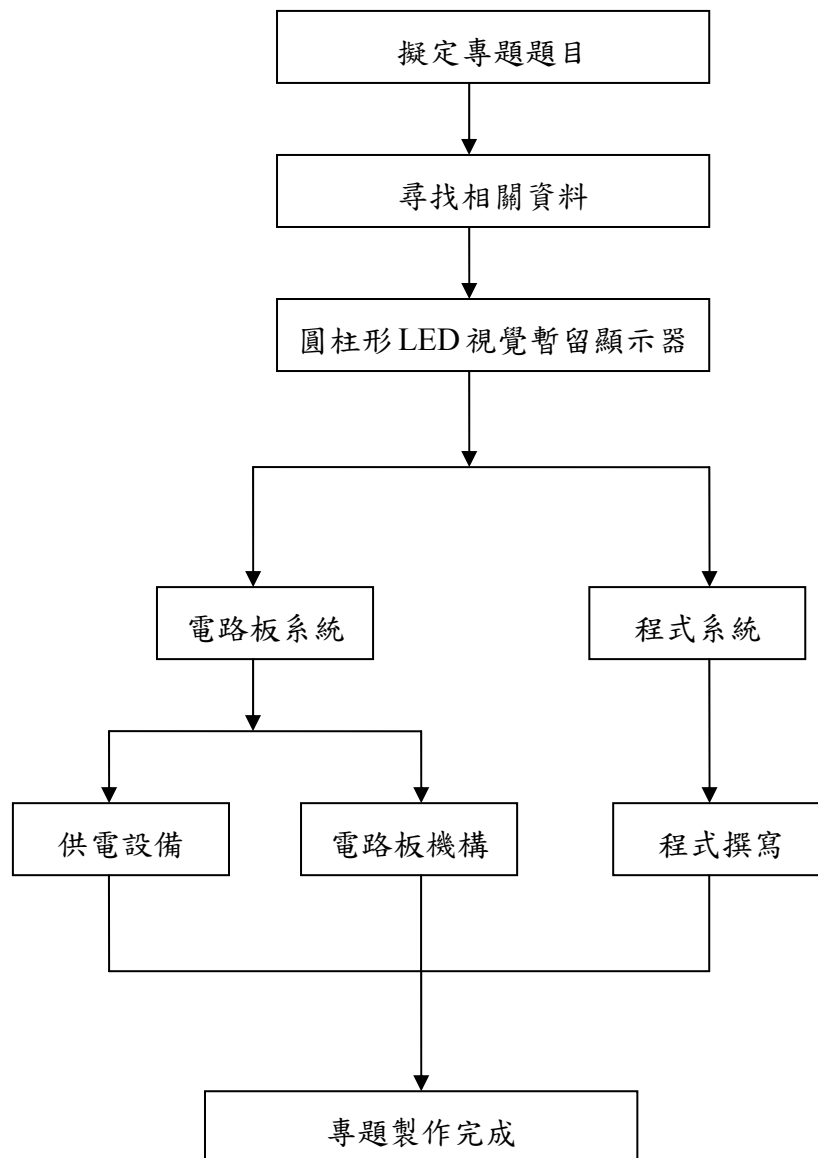 擬定專題題目
尋找相關資料
圓柱形LED視覺暫留顯示器
電路板系統
程式系統
供電設備
電路板機構
程式撰寫
專題製作完成